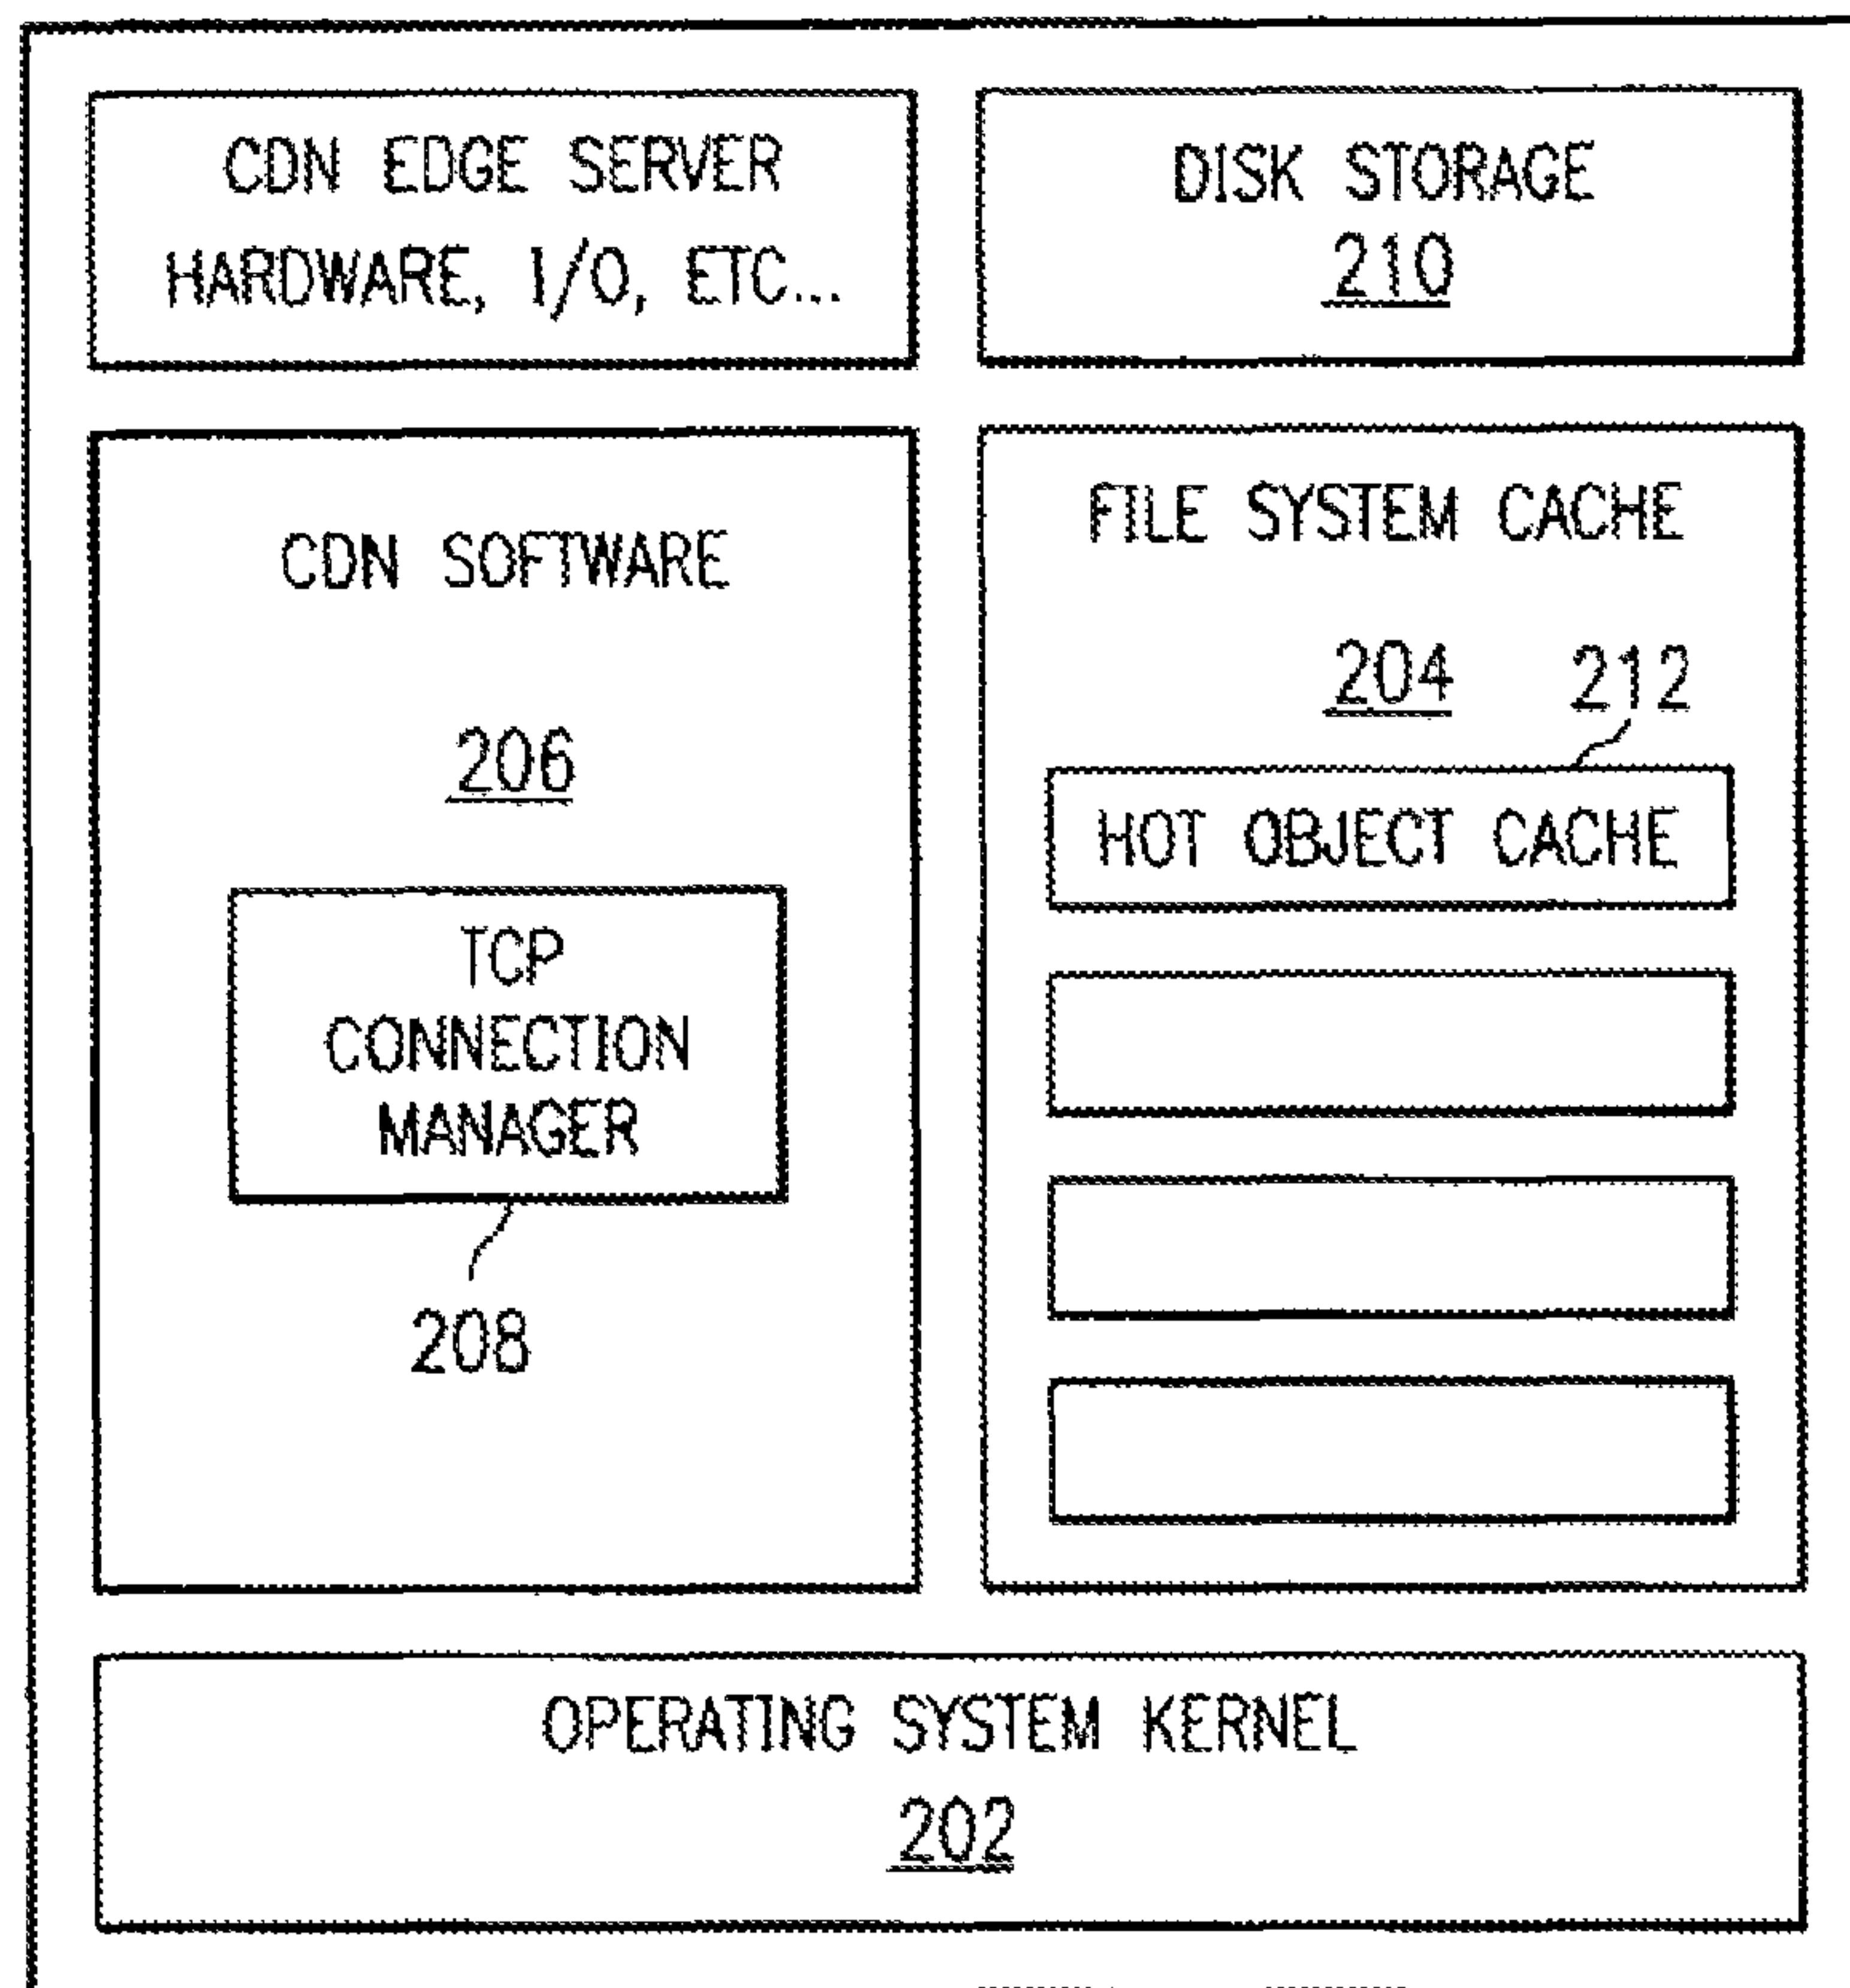 CDN EDGE SERVER
HARDWARE, I/O, ETC...
DISK STORAGE
210
CDN SOFTWARE
206
TCP
CONNECTION
MANAGER
208
FILE SYSTEM CACHE
204
212
HOT OBJECT CACHE
OPERATING SYSTEM KERNEL
202